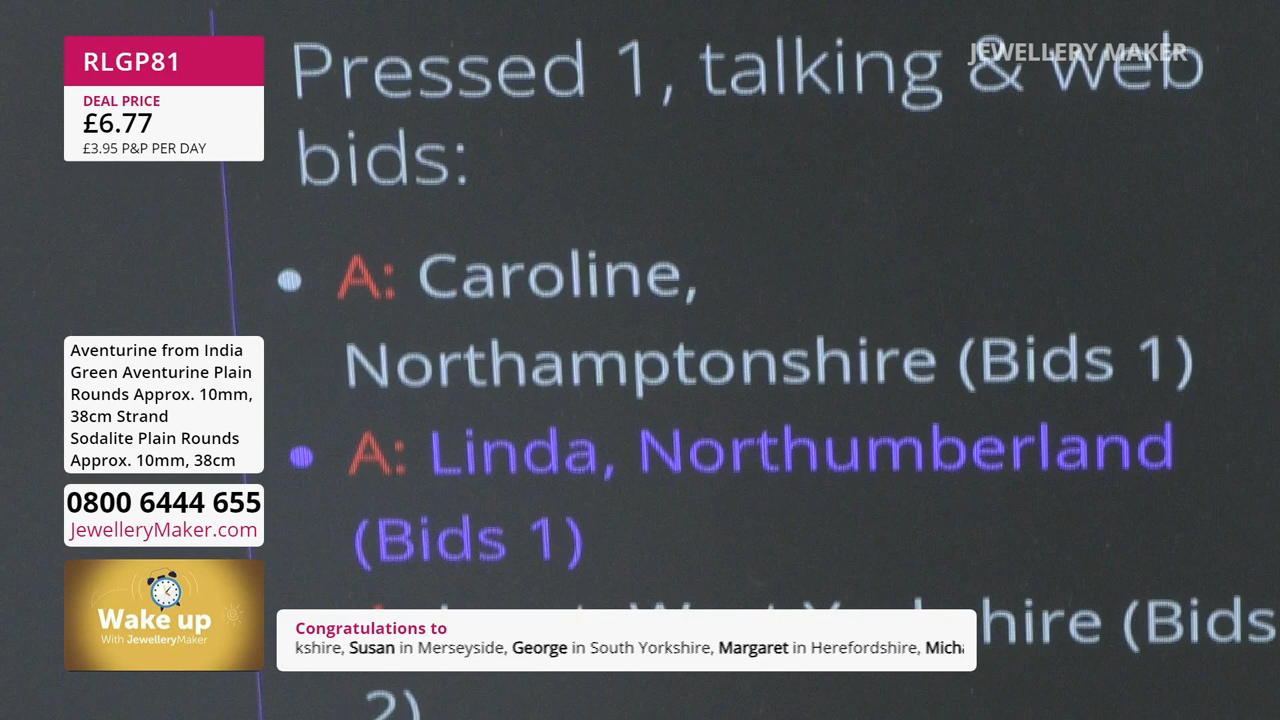 RLGP81
DEAL PRICE
£6.77
£3.95 P&P PER DAY
JEWELLERY MAKER
Pressed 1, talking & web
bids:
• A: Caroline,
Northamptonshire (Bids 1)
• A: Linda, Northumberland
(Bids 1)
hire (Bids
2)
Aventurine from India
Green Aventurine Plain
Rounds Approx. 10mm,
38cm Strand
Sodalite Plain Rounds
Approx. 10mm, 38cm
0800 6444 655
JewelleryMaker.com
Wake up
With JewelleryMaker
Congratulations to
kshire, Susan in Merseyside, George in South Yorkshire, Margaret in Herefordshire, Mich